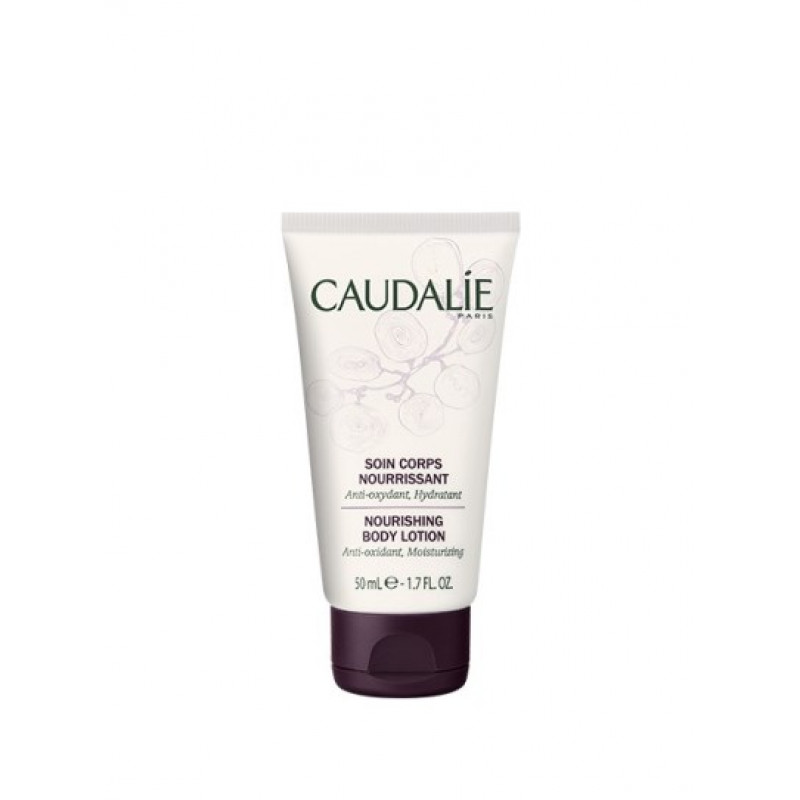 CAUDALÍE
PARIS
SOIN CORPS
NOURRISSANT
Anti-oxydant, Hydratant
NOURISHING
BODY LOTION
Anti-oxidant, Moisturizing
50 mL ℮ - 1.7 FL. OZ.